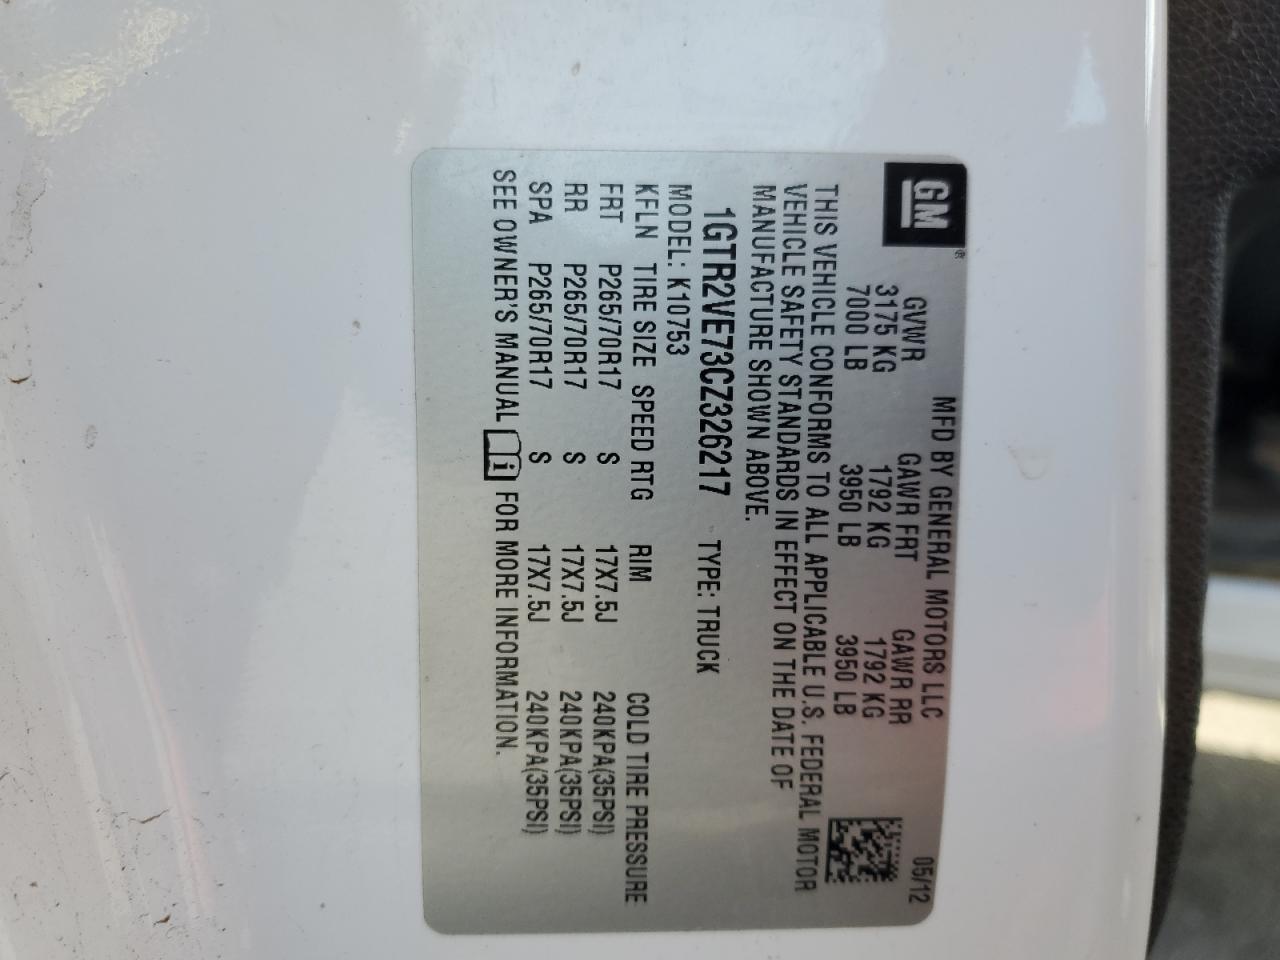 GM®
MFD BY GENERAL MOTORS LLC 05/12
GVWR GAWR FRT GAWR RR
3175 KG 1792 KG 1792 KG
7000 LB 3950 LB 3950 LB
THIS VEHICLE CONFORMS TO ALL APPLICABLE U.S. FEDERAL MOTOR
VEHICLE SAFETY STANDARDS IN EFFECT ON THE DATE OF
MANUFACTURE SHOWN ABOVE.
1GTR2VE73CZ326217 TYPE: TRUCK
MODEL: K10753
KFLN TIRE SIZE SPEED RTG RIM COLD TIRE PRESSURE
FRT P265/70R17 S 17X7.5J 240KPA(35PSI)
RR P265/70R17 S 17X7.5J 240KPA(35PSI)
SPA P265/70R17 S 17X7.5J 240KPA(35PSI)
SEE OWNER'S MANUAL i FOR MORE INFORMATION.